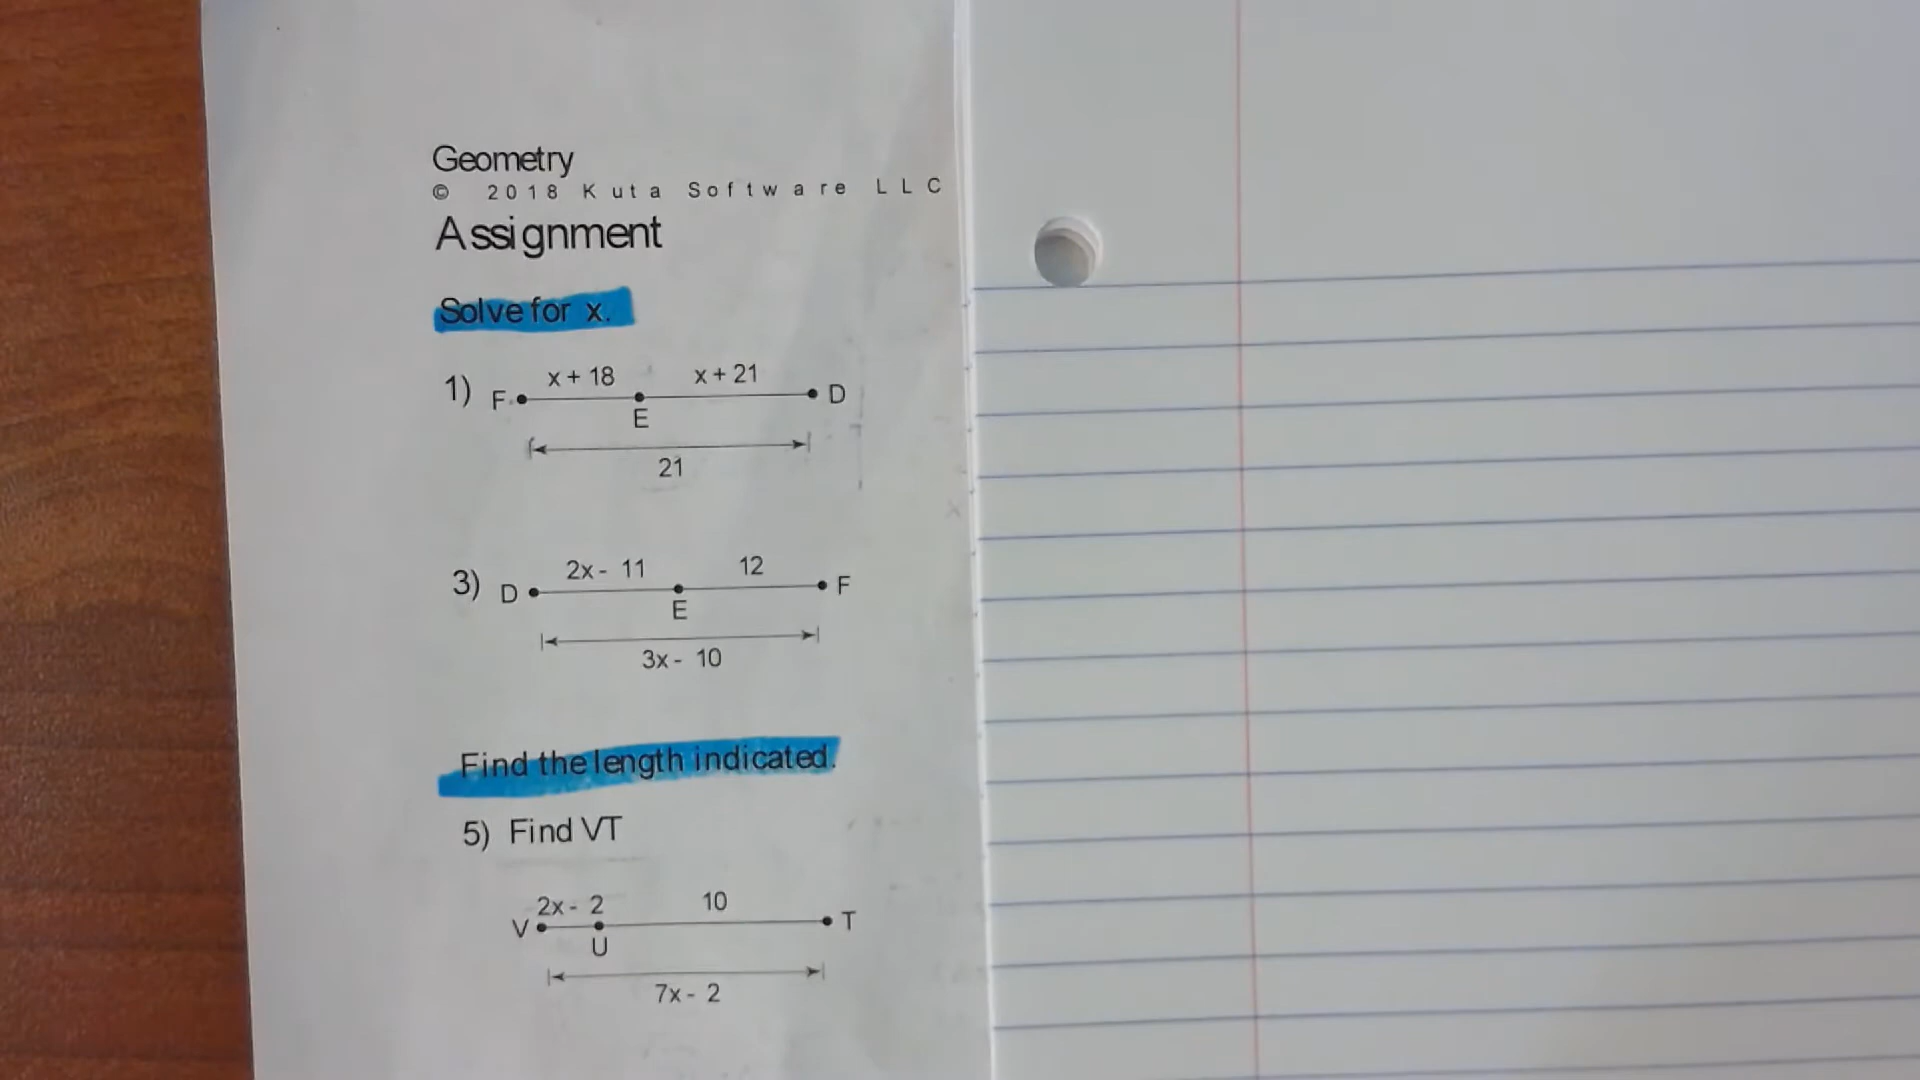 Geometry
© 2018 Kuta Software LLC
Assignment
Solve for x.
1) F x + 18 E x + 21 D
21
3) D 2x - 11 E 12 F
3x - 10
Find the length indicated.
5) Find VT
2x - 2 10
V U T
7x - 2